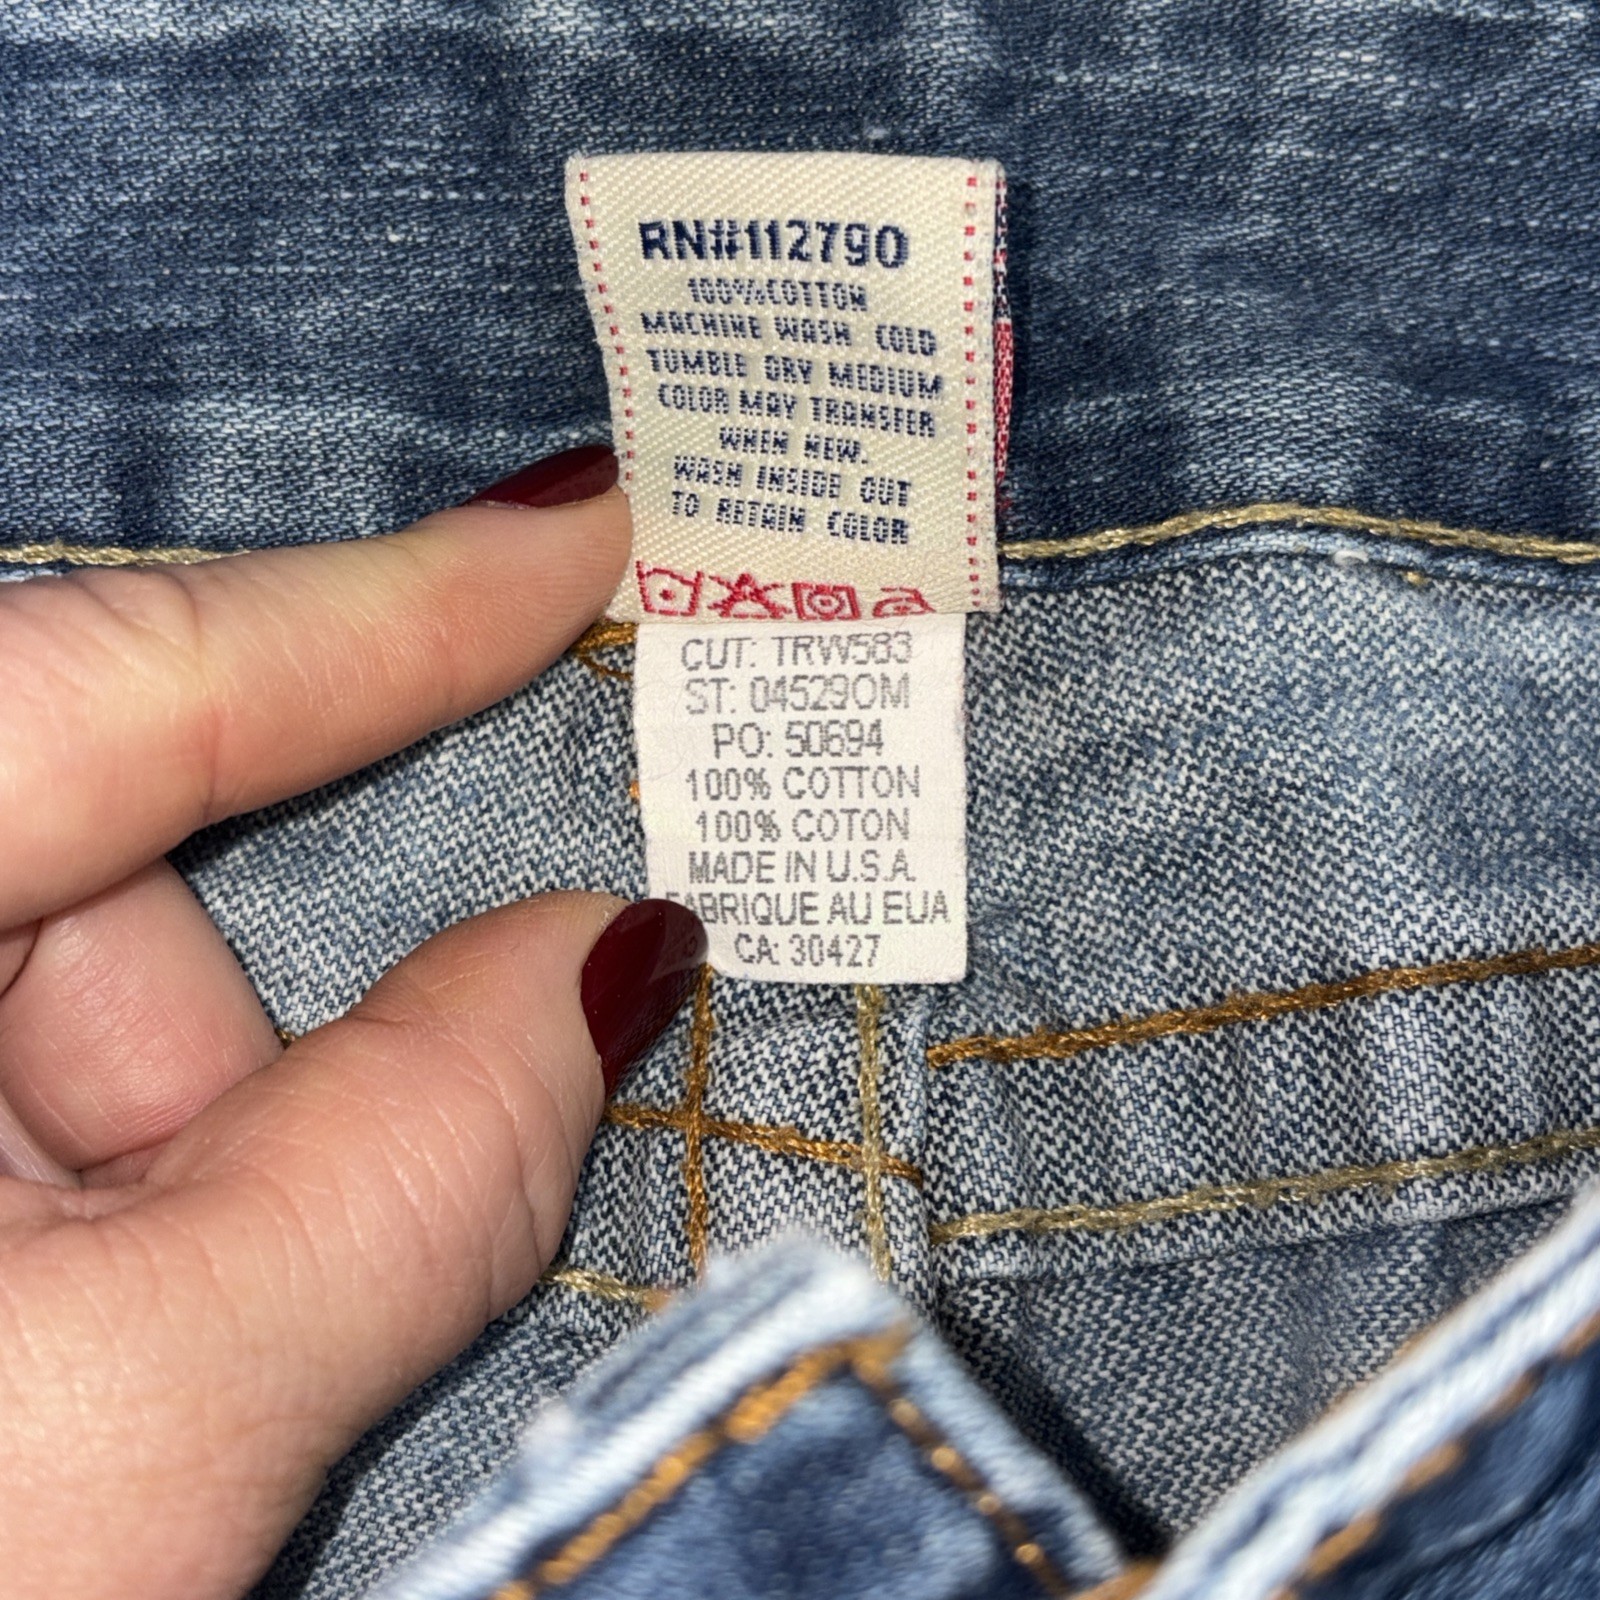 RN#112790
100%COTTON
MACHINE WASH COLD
TUMBLE DRY MEDIUM
COLOR MAY TRANSFER
WHEN NEW.
WASH INSIDE OUT
TO RETAIN COLOR
CUT: TRW583
ST: 04529OM
PO: 50694
100% COTTON
100% COTON
MADE IN U.S.A.
FABRIQUE AU EUA
CA: 30427